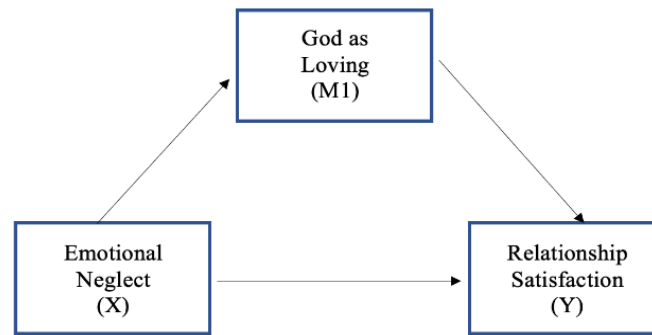 God as
Loving
(M1)
Emotional
Neglect
(X)
Relationship
Satisfaction
(Y)